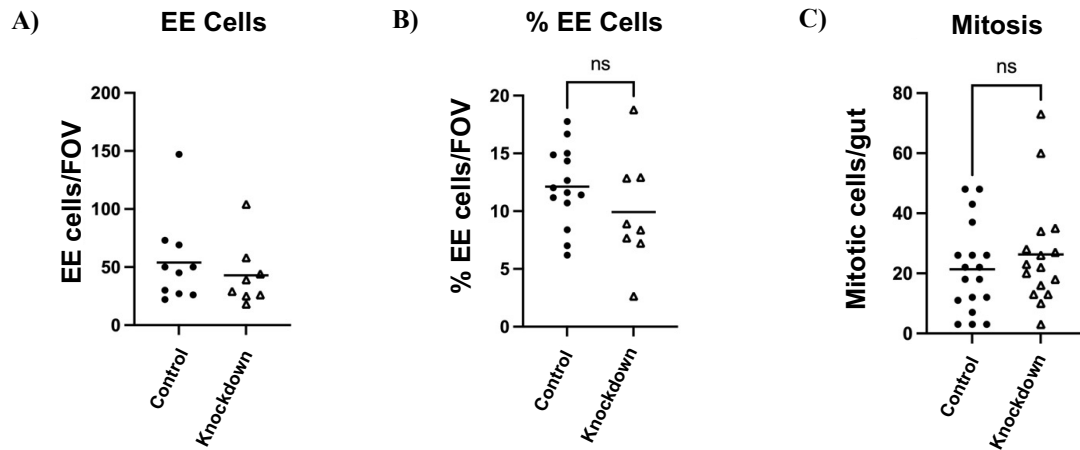 A)
EE Cells
EE cells/FOV
200
150
100
50
0
Control
Knockdown
B)
% EE Cells
ns
% EE cells/FOV
20
15
10
5
0
Control
Knockdown
C)
Mitosis
ns
Mitotic cells/gut
80
60
40
20
0
Control
Knockdown